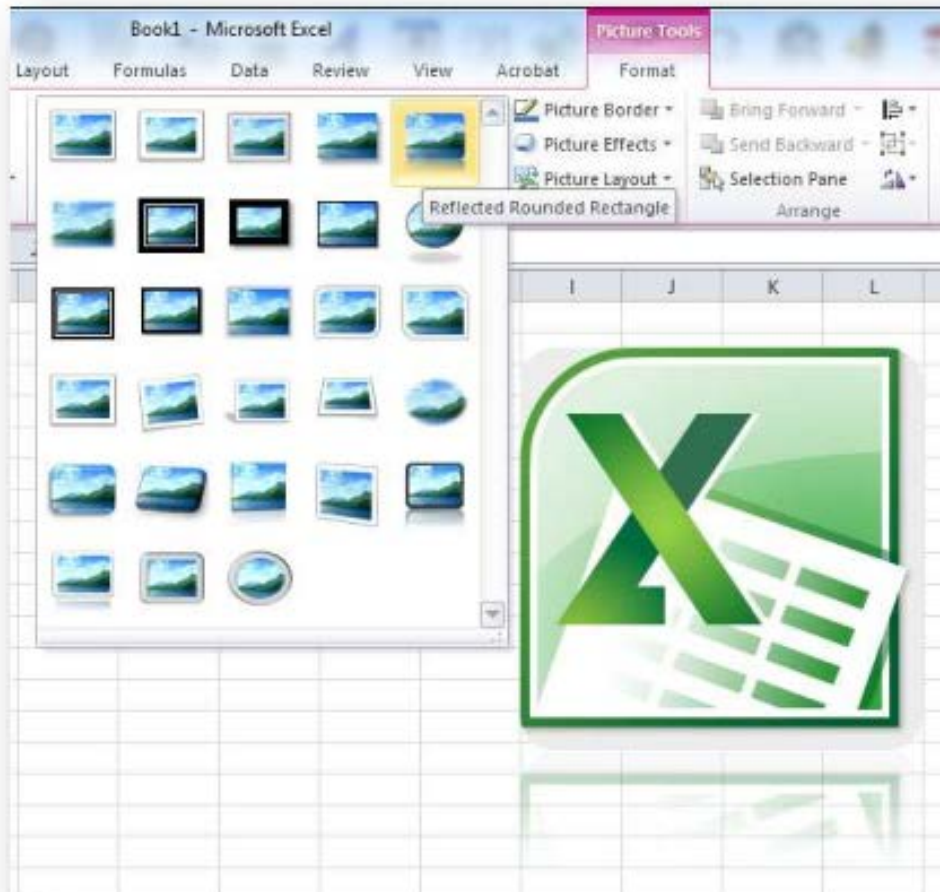 Book1 - Microsoft Excel
Picture Tools
Layout Formulas Data Review View Acrobat Format
Picture Border Bring Forward
Picture Effects Send Backward
Picture Layout Selection Pane
Reflected Rounded Rectangle
Arrange
I J K L